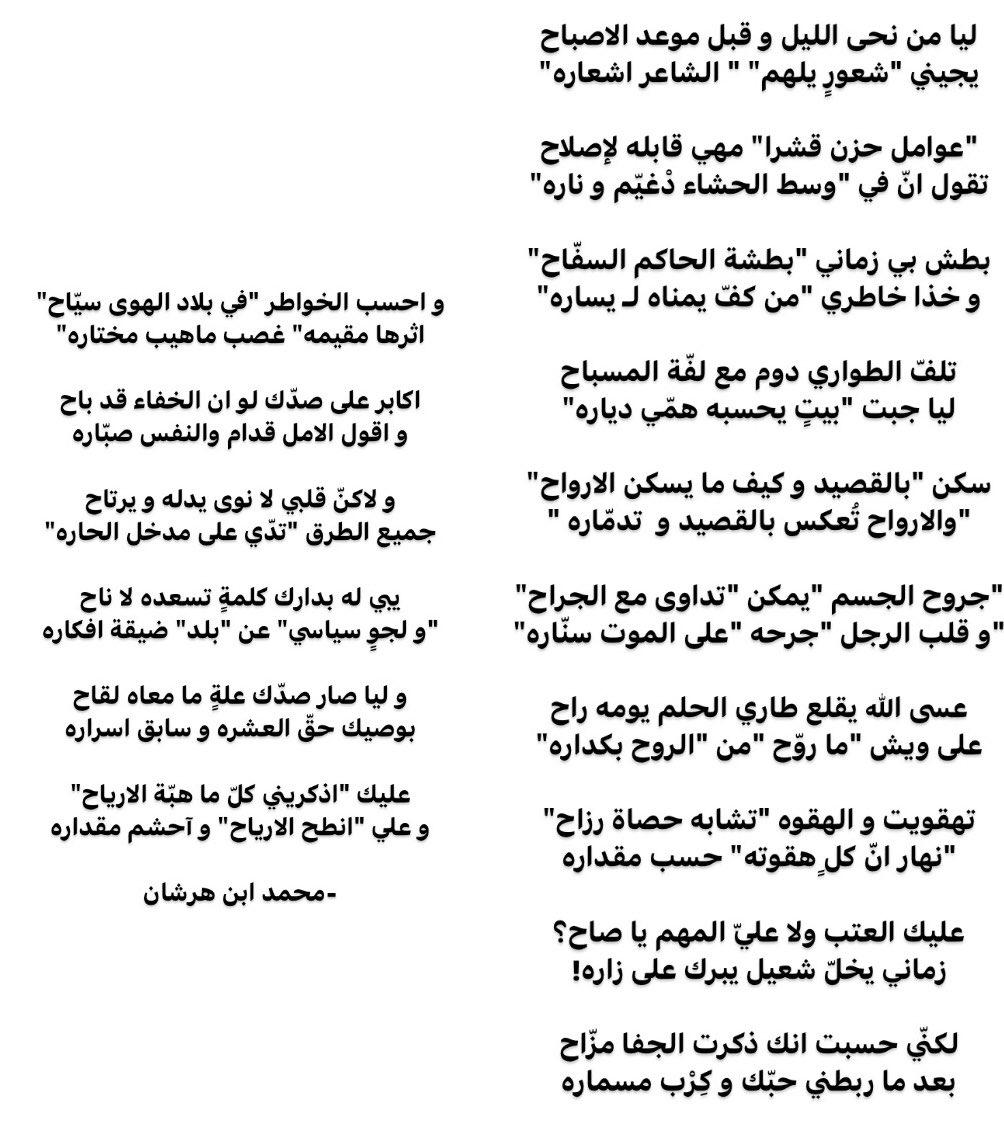 ليا من نحى الليل و قبل موعد الاصباح
يجيني "شعورٍ يلهم" " الشاعر اشعاره"
"عوامل حزن قشرا" مهي قابله لإصلاح
تقول انّ في "وسط الحشاء دْغيّم و ناره"
بطش بي زماني "بطشة الحاكم السفّاح"
و خذا خاطري "من كفّ يمناه لـ يساره"
تلفّ الطواري دوم مع لفّة المسباح
ليا جبت "بيتٍ يحسبه همّي دياره"
سكن "بالقصيد و كيف ما يسكن الارواح"
"والارواح تُعكس بالقصيد و تدمّاره "
"جروح الجسم "يمكن "تداوى مع الجراح"
"و قلب الرجل "جرحه "على الموت سنّاره"
عسى الله يقلع طاري الحلم يومه راح
على ويش "ما روّح "من "الروح بكداره"
تهقويت و الهقوه "تشابه حصاة رزاح"
"نهار انّ كلٍ هقوته" حسب مقداره
عليك العتب ولا عليّ المهم يا صاح؟
زماني يخلّ شعيل يبرك على زاره!
لكنّي حسبت انك ذكرت الجفا مزّاح
بعد ما ربطني حبّك و كِرْب مسماره
و احسب الخواطر "في بلاد الهوى سيّاح"
اثرها مقيمه" غصب ماهيب مختاره"
اكابر على صدّك لو ان الخفاء قد باح
و اقول الامل قدام والنفس صبّاره
و لاكنّ قلبي لا نوى يدله و يرتاح
جميع الطرق "تدّي على مدخل الحاره"
يبي له بدارك كلمةٍ تسعده لا ناح
"و لجوٍ سياسي" عن "بلد" ضيقة افكاره
و ليا صار صدّك علةٍ ما معاه لقاح
بوصيك حقّ العشره و سابق اسراره
عليك "اذكريني كلّ ما هبّة الارياح"
و علي "انطح الارياح" و آحشم مقداره
-محمد ابن هرشان